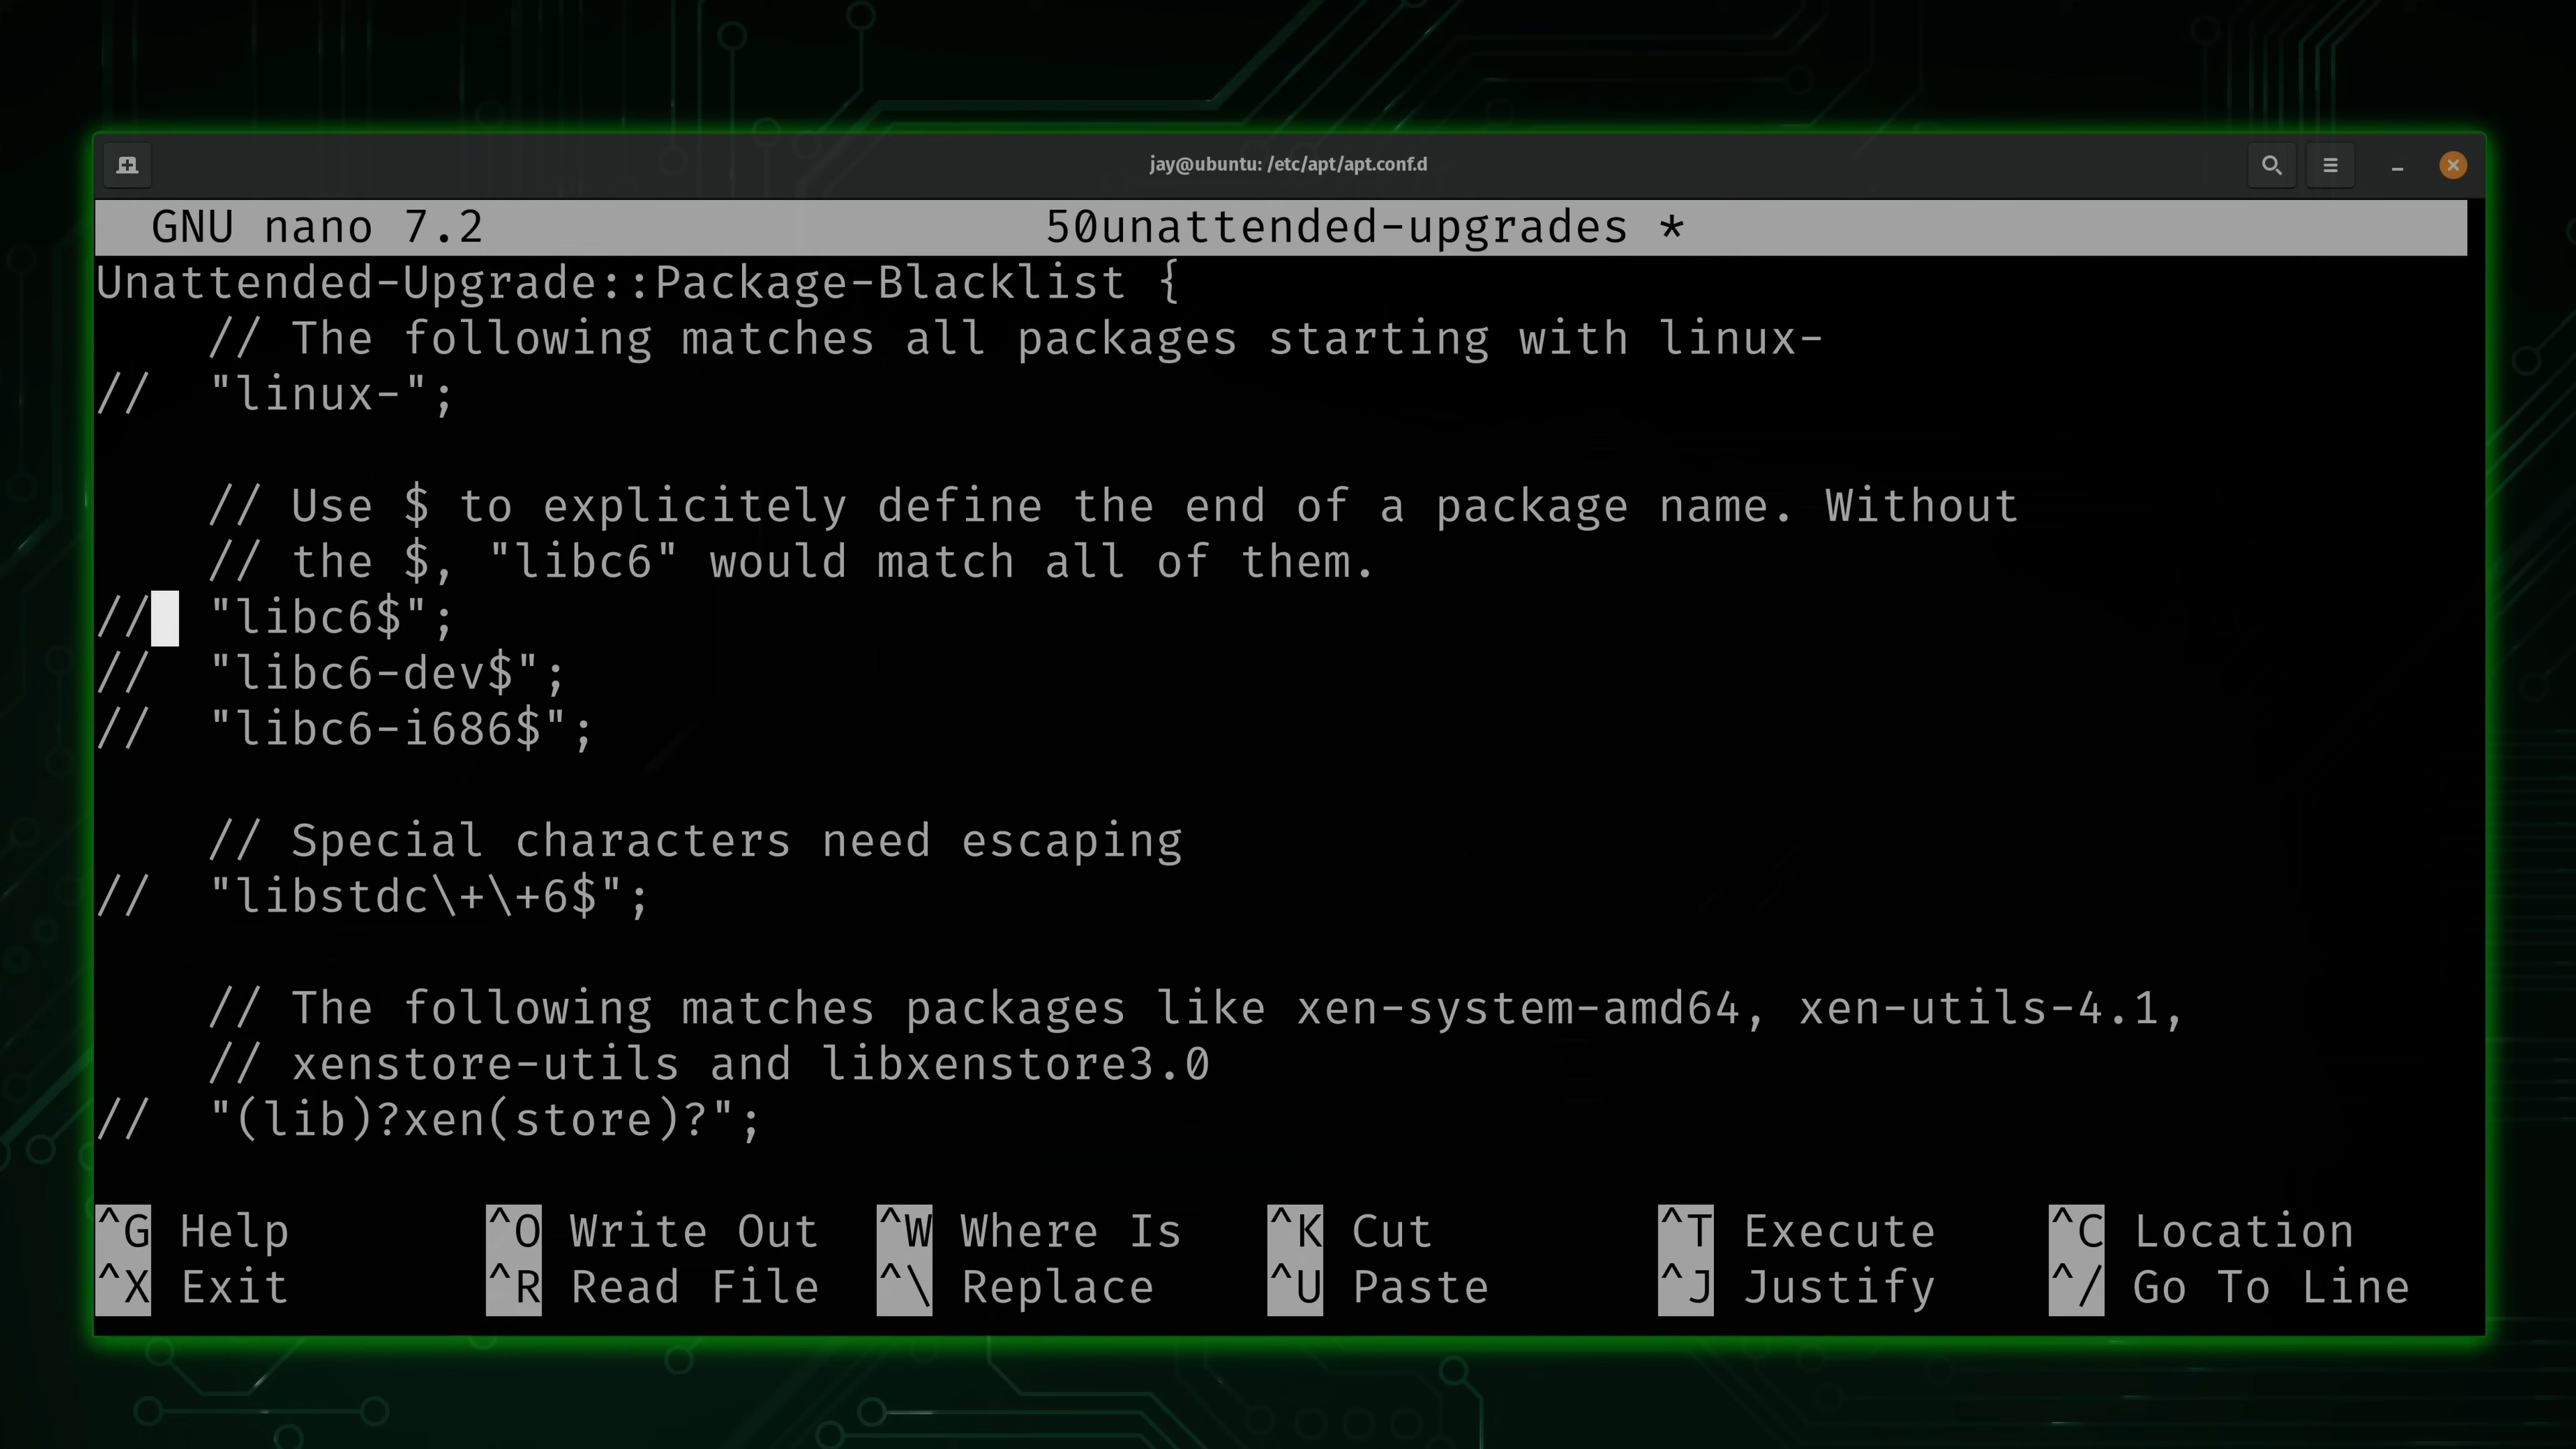 jay@ubuntu: /etc/apt/apt.conf.d
GNU nano 7.2 50unattended-upgrades *
Unattended-Upgrade::Package-Blacklist {
    // The following matches all packages starting with linux-
//  "linux-";
    // Use $ to explicitely define the end of a package name. Without
    // the $, "libc6" would match all of them.
//  "libc6$";
//  "libc6-dev$";
//  "libc6-i686$";
    // Special characters need escaping
//  "libstdc\+\+6$";
    // The following matches packages like xen-system-amd64, xen-utils-4.1,
    // xenstore-utils and libxenstore3.0
//  "(lib)?xen(store)?";
^G Help ^O Write Out ^W Where Is ^K Cut ^T Execute ^C Location
^X Exit ^R Read File ^\ Replace ^U Paste ^J Justify ^/ Go To Line